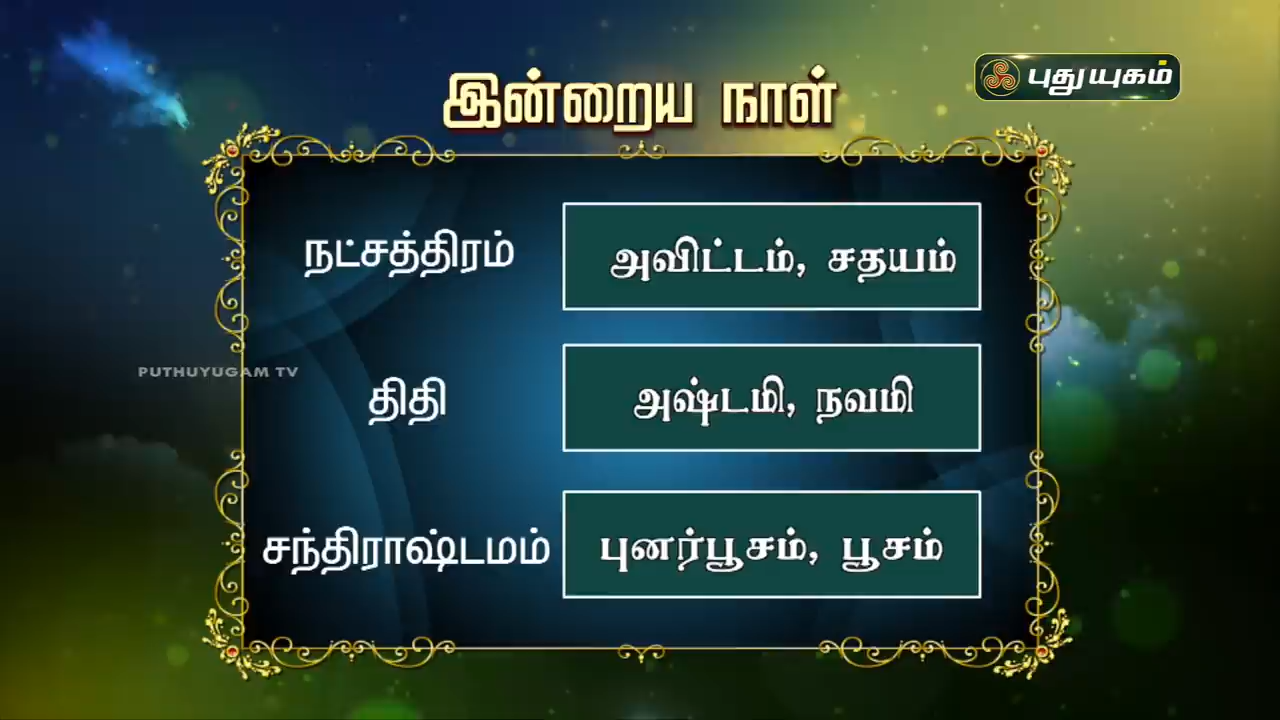 இன்றைய நாள்
புதுயுகம்
நட்சத்திரம்
அவிட்டம், சதயம்
PUTHUYUGAM TV
திதி
அஷ்டமி, நவமி
சந்திராஷ்டமம்
புனர்பூசம், பூசம்